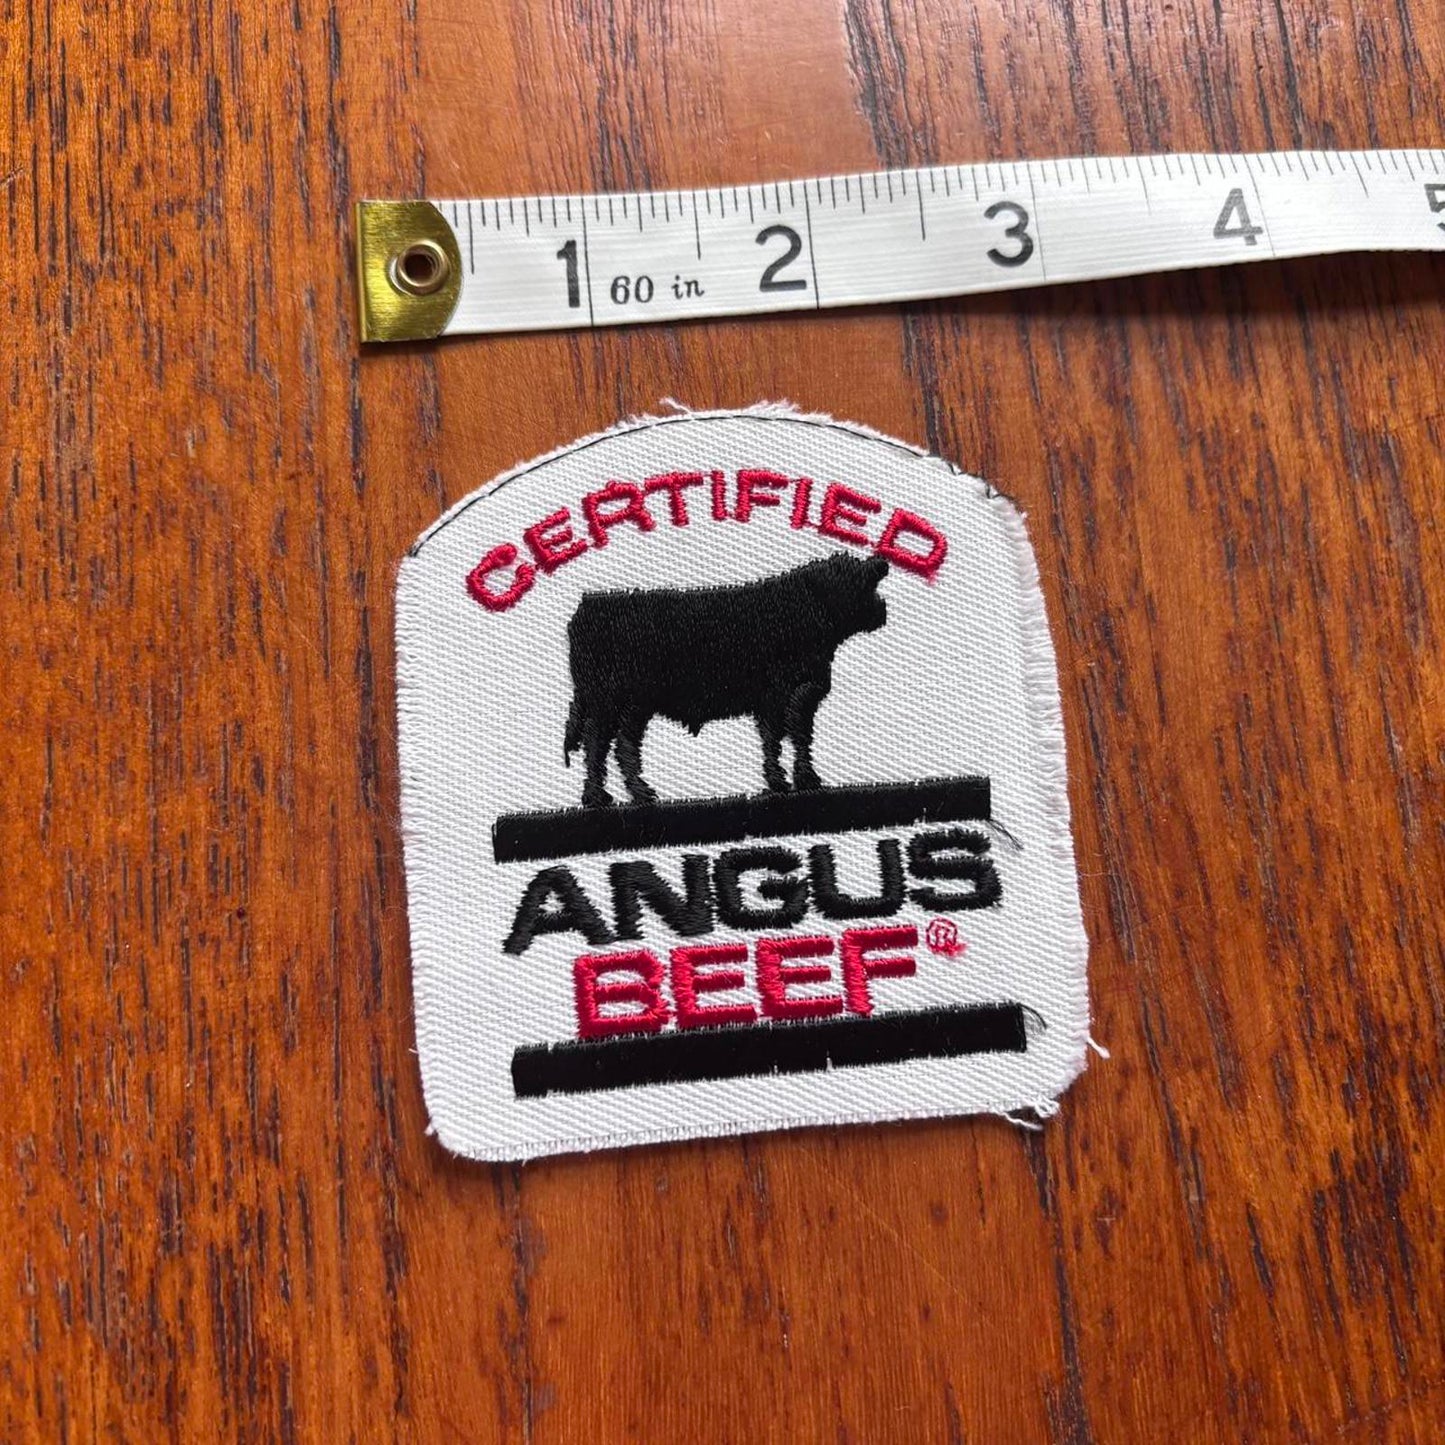 1 60 in 2 3 4 5
CERTIFIED
ANGUS
BEEF®